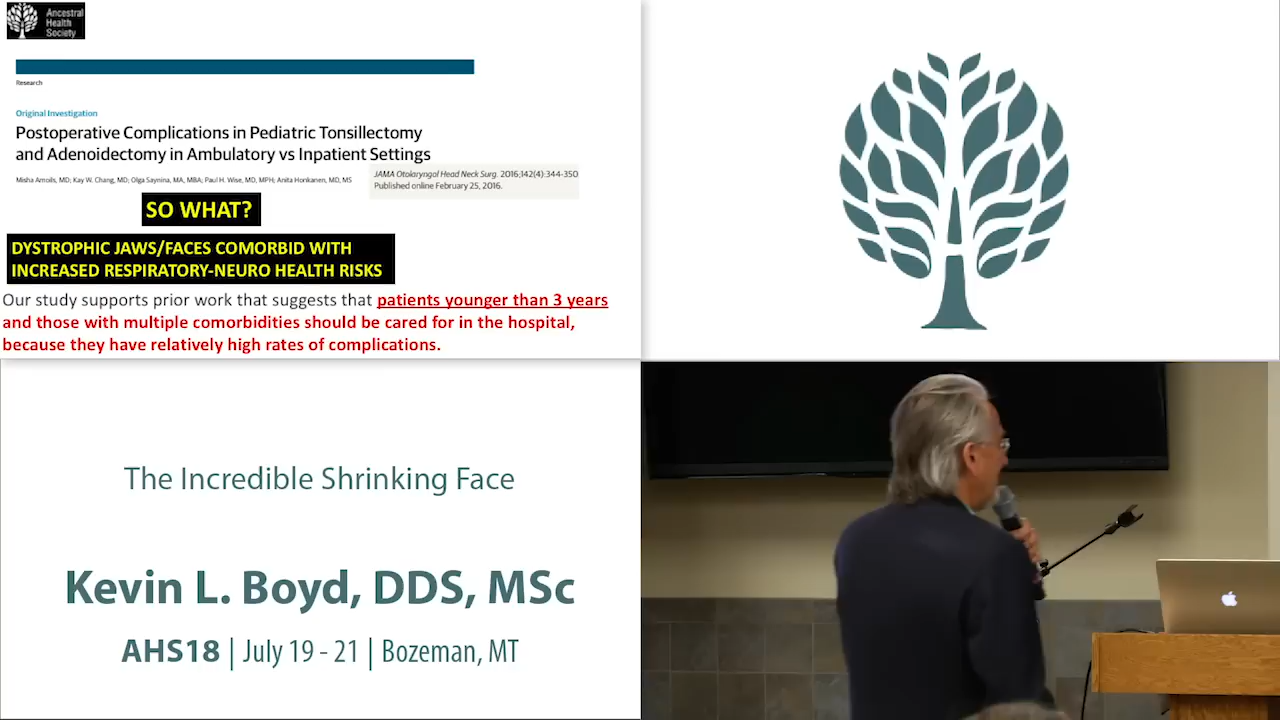 Ancestral
Health
Society
Research
Original Investigation
Postoperative Complications in Pediatric Tonsillectomy
and Adenoidectomy in Ambulatory vs Inpatient Settings
Misha Amoils, MD; Kay W. Chang, MD; Olga Saynina, MA, MBA; Paul H. Wise, MD, MPH; Anita Honkanen, MD, MS
JAMA Otolaryngol Head Neck Surg. 2016;142(4):344-350
Published online February 25, 2016.
SO WHAT?
DYSTROPHIC JAWS/FACES COMORBID WITH
INCREASED RESPIRATORY-NEURO HEALTH RISKS
Our study supports prior work that suggests that patients younger than 3 years
and those with multiple comorbidities should be cared for in the hospital,
because they have relatively high rates of complications.
The Incredible Shrinking Face
Kevin L. Boyd, DDS, MSc
AHS18 | July 19 - 21 | Bozeman, MT